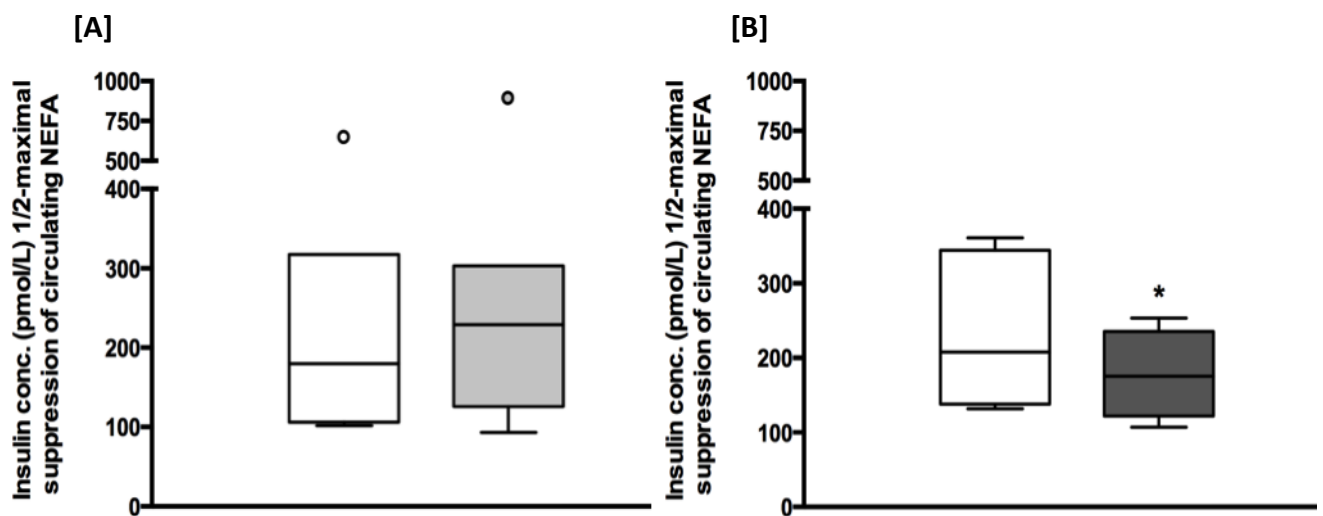 [A]
Insulin conc. (pmol/L) 1/2-maximal
suppression of circulating NEFA
1000
750
500
400
300
200
100
0
[B]
Insulin conc. (pmol/L) 1/2-maximal
suppression of circulating NEFA
1000
750
500
400
300
200
100
0
*